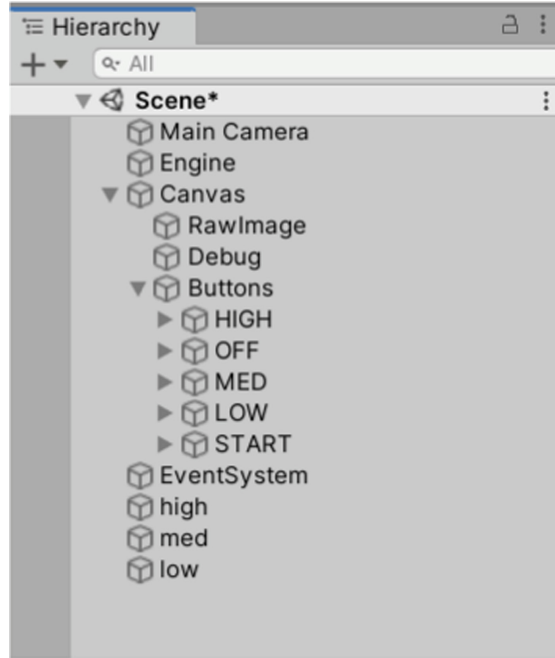 Hierarchy
All
Scene*
Main Camera
Engine
Canvas
RawImage
Debug
Buttons
HIGH
OFF
MED
LOW
START
EventSystem
high
med
low